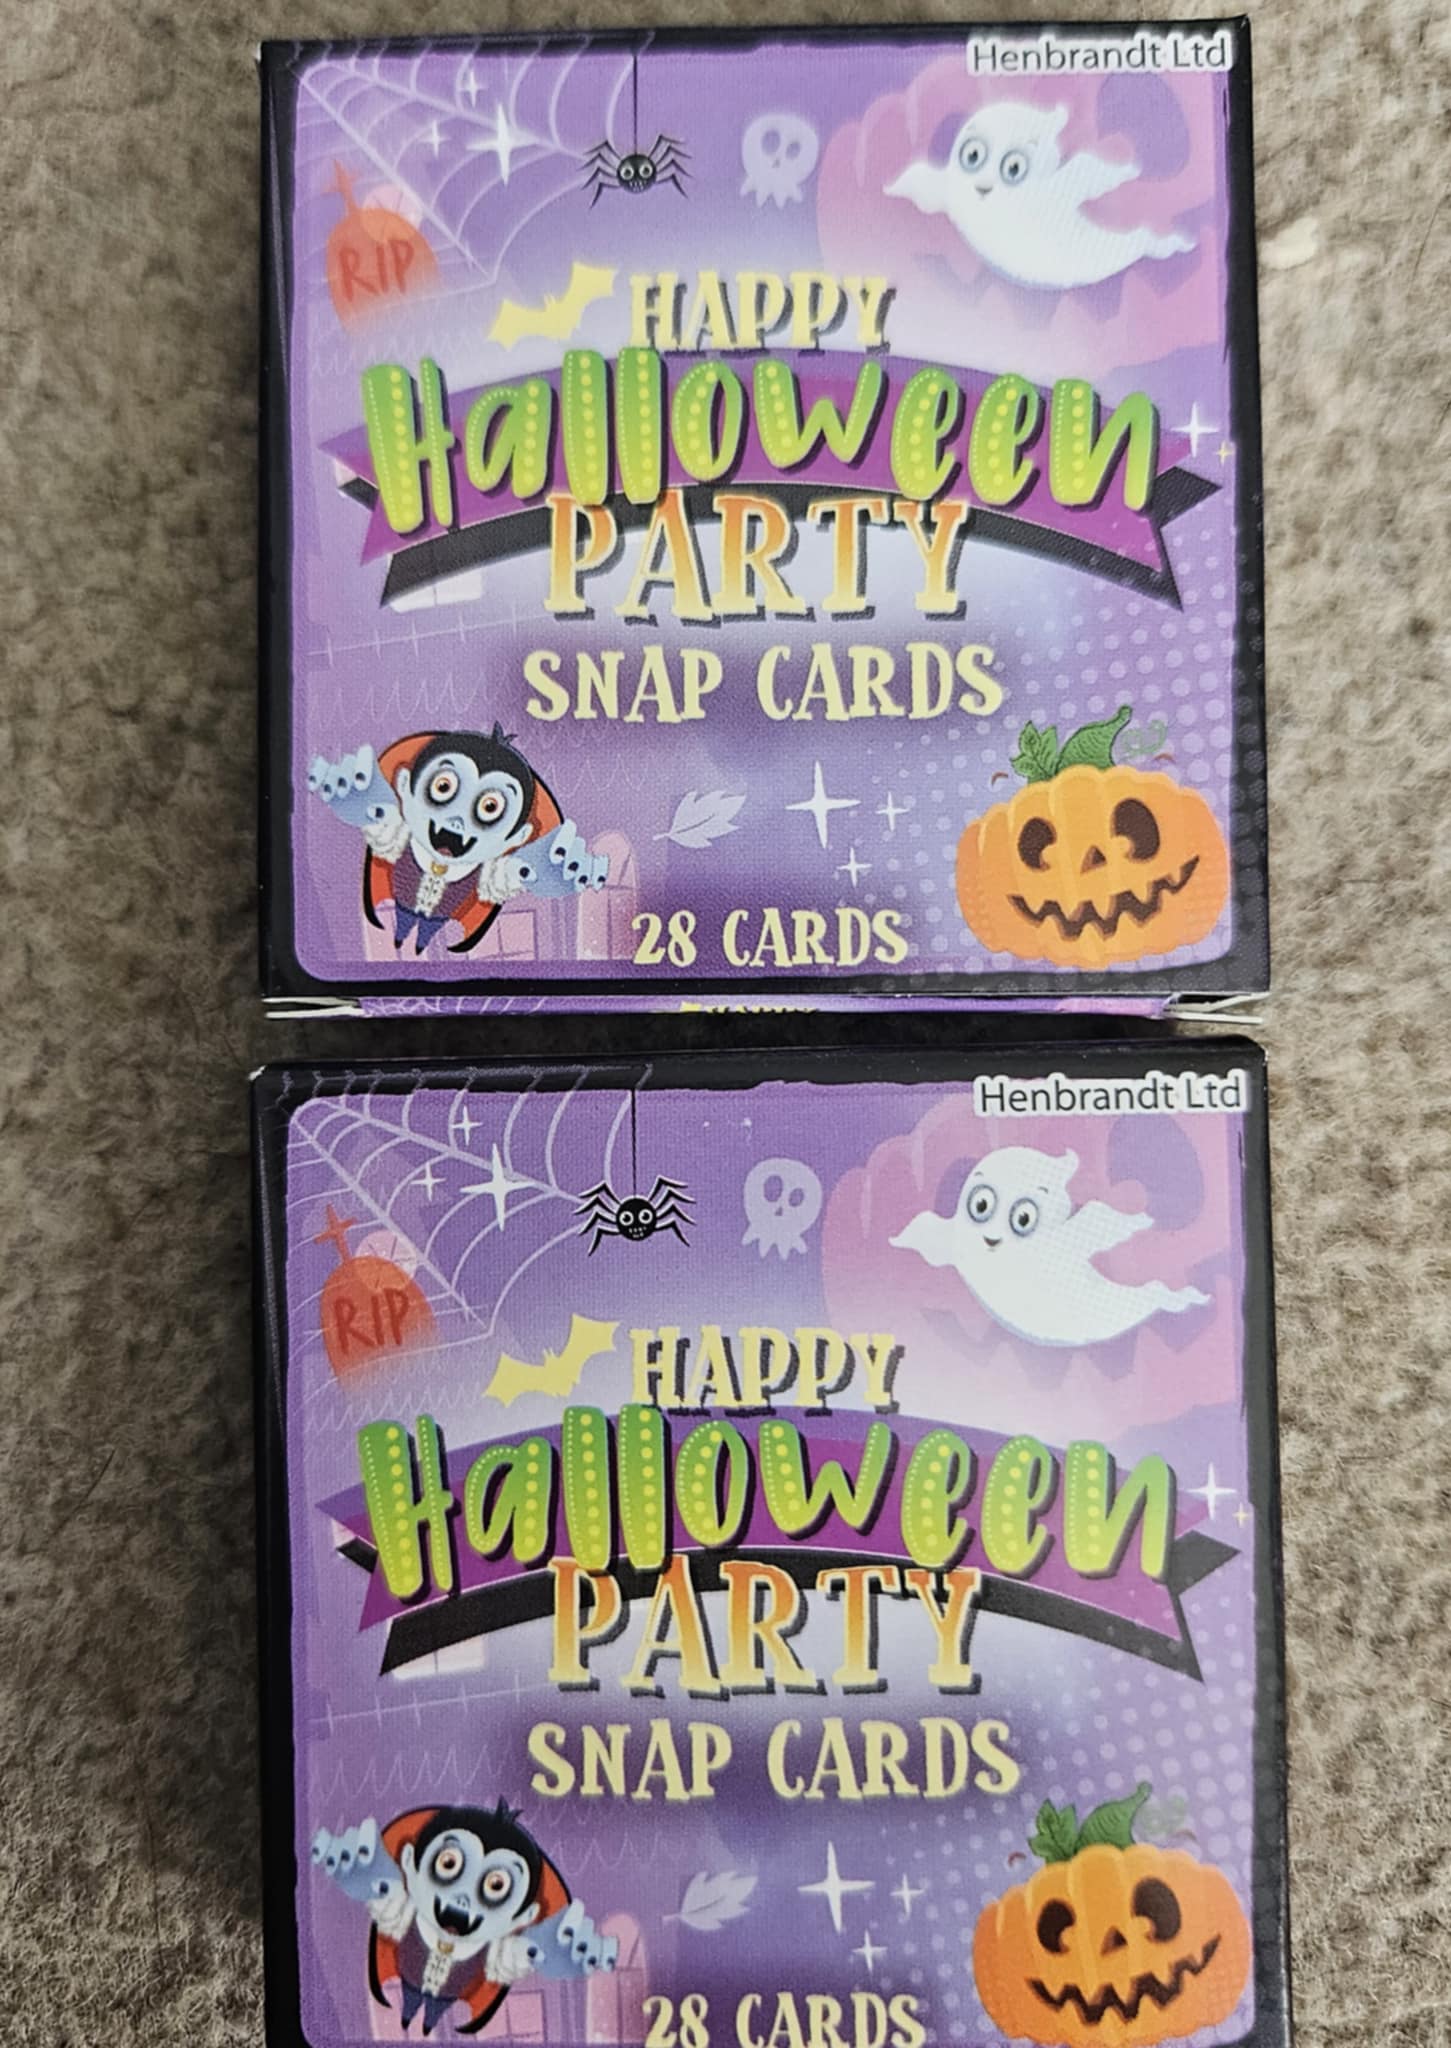 Henbrandt Ltd
RIP
HAPPY
Halloween
PARTY
SNAP CARDS
28 CARDS
Henbrandt Ltd
RIP
HAPPY
Halloween
PARTY
SNAP CARDS
28 CARDS